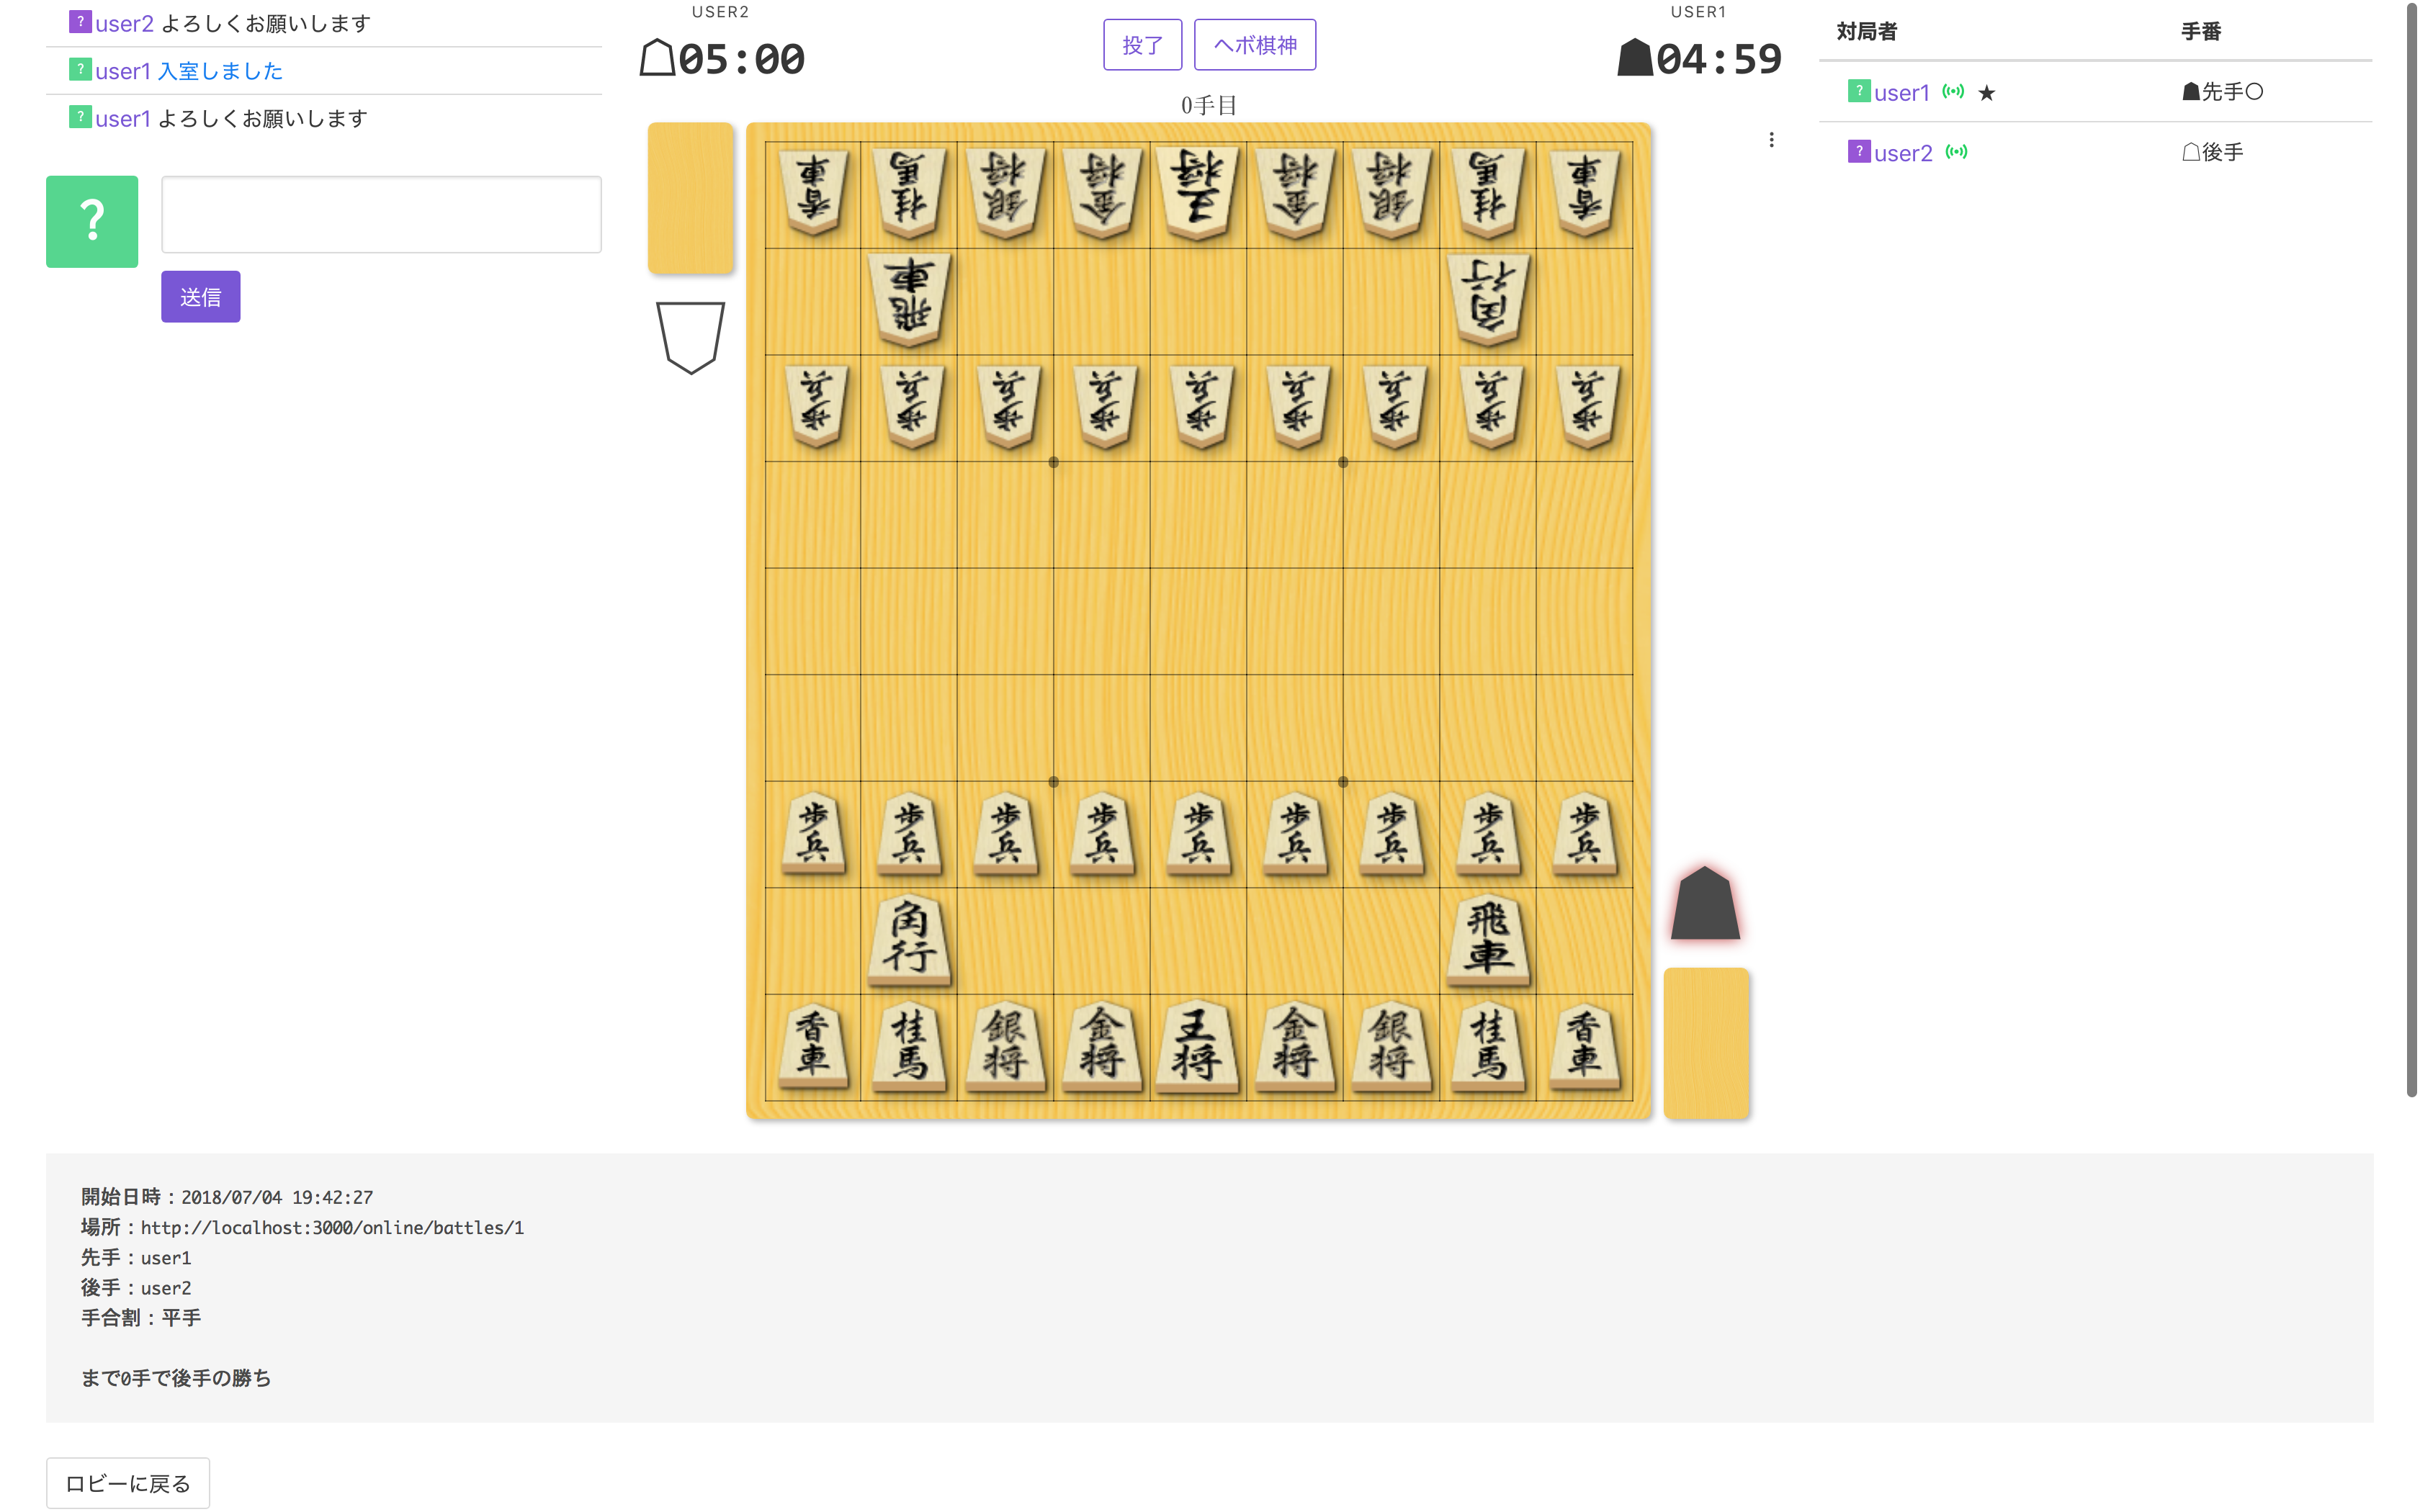 user2 よろしくお願いします
user1 入室しました
user1 よろしくお願いします
?
送信
USER2
05:00
投了
ヘボ棋神
USER1
04:59
0手目
香車 桂馬 銀将 金将 王将 金将 銀将 桂馬 香車
飛車 角行
歩兵 歩兵 歩兵 歩兵 歩兵 歩兵 歩兵 歩兵 歩兵
歩兵 歩兵 歩兵 歩兵 歩兵 歩兵 歩兵 歩兵 歩兵
角行 飛車
香車 桂馬 銀将 金将 王将 金将 銀将 桂馬 香車
対局者 手番
? user1 ★ ☗先手○
? user2 ☖後手
開始日時：2018/07/04 19:42:27
場所：http://localhost:3000/online/battles/1
先手：user1
後手：user2
手合割：平手
まで0手で後手の勝ち
ロビーに戻る